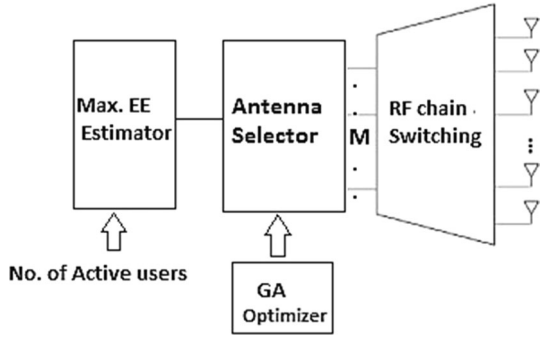 Max. EE
Estimator
Antenna
Selector
M
RF chain
Switching
No. of Active users
GA
Optimizer